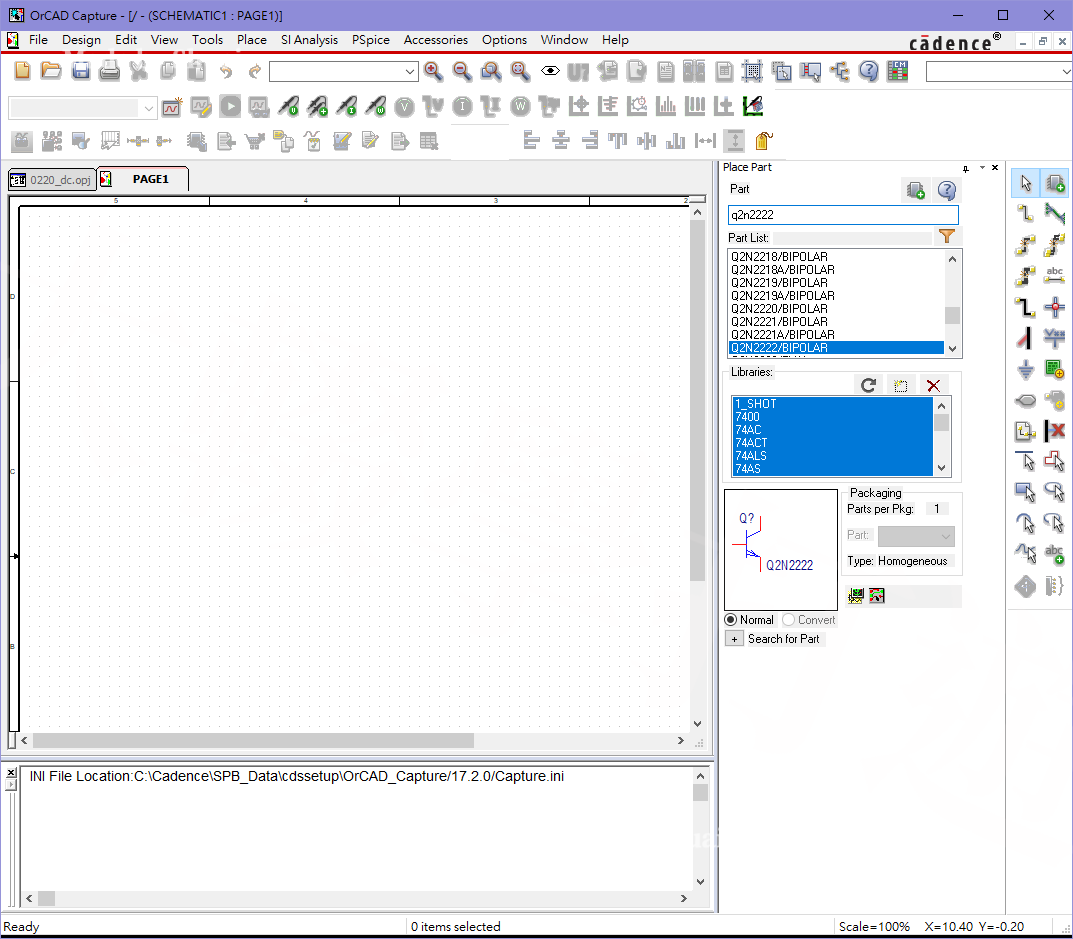 OrCAD Capture - [/ - (SCHEMATIC1 : PAGE1)]
File Design Edit View Tools Place SI Analysis PSpice Accessories Options Window Help
cādence®
0220_dc.opj PAGE1
5 4 3 2
D
C
B
Place Part
Part
q2n2222
Part List:
Q2N2218/BIPOLAR
Q2N2218A/BIPOLAR
Q2N2219/BIPOLAR
Q2N2219A/BIPOLAR
Q2N2220/BIPOLAR
Q2N2221/BIPOLAR
Q2N2221A/BIPOLAR
Q2N2222/BIPOLAR
Libraries:
1_SHOT
7400
74AC
74ACT
74ALS
74AS
Q?
Q2N2222
Packaging
Parts per Pkg: 1
Part:
Type: Homogeneous
Normal Convert
+ Search for Part
abc
abc
INI File Location:C:\Cadence\SPB_Data\cdssetup\OrCAD_Capture/17.2.0/Capture.ini
Ready
0 items selected
Scale=100% X=10.40 Y=-0.20